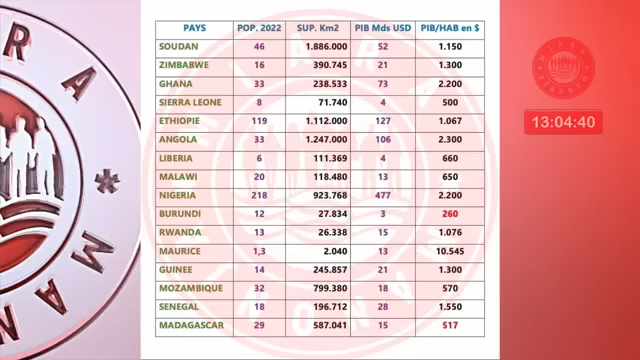 PAYS POP. 2022 SUP. Km2 PIB Mds USD PIB/HAB en $
SOUDAN 46 1.886.000 52 1.150
ZIMBABWE 16 390.745 21 1.300
GHANA 33 238.533 73 2.200
SIERRA LEONE 8 71.740 4 500
ETHIOPIE 119 1.112.000 127 1.067
ANGOLA 33 1.247.000 106 2.300
LIBERIA 6 111.369 4 660
MALAWI 20 118.480 13 650
NIGERIA 218 923.768 477 2.200
BURUNDI 12 27.834 3 260
RWANDA 13 26.338 15 1.076
MAURICE 1,3 2.040 13 10.545
GUINEE 14 245.857 21 1.300
MOZAMBIQUE 32 799.380 18 570
SENEGAL 18 196.712 28 1.550
MADAGASCAR 29 587.041 15 517
13:04:40